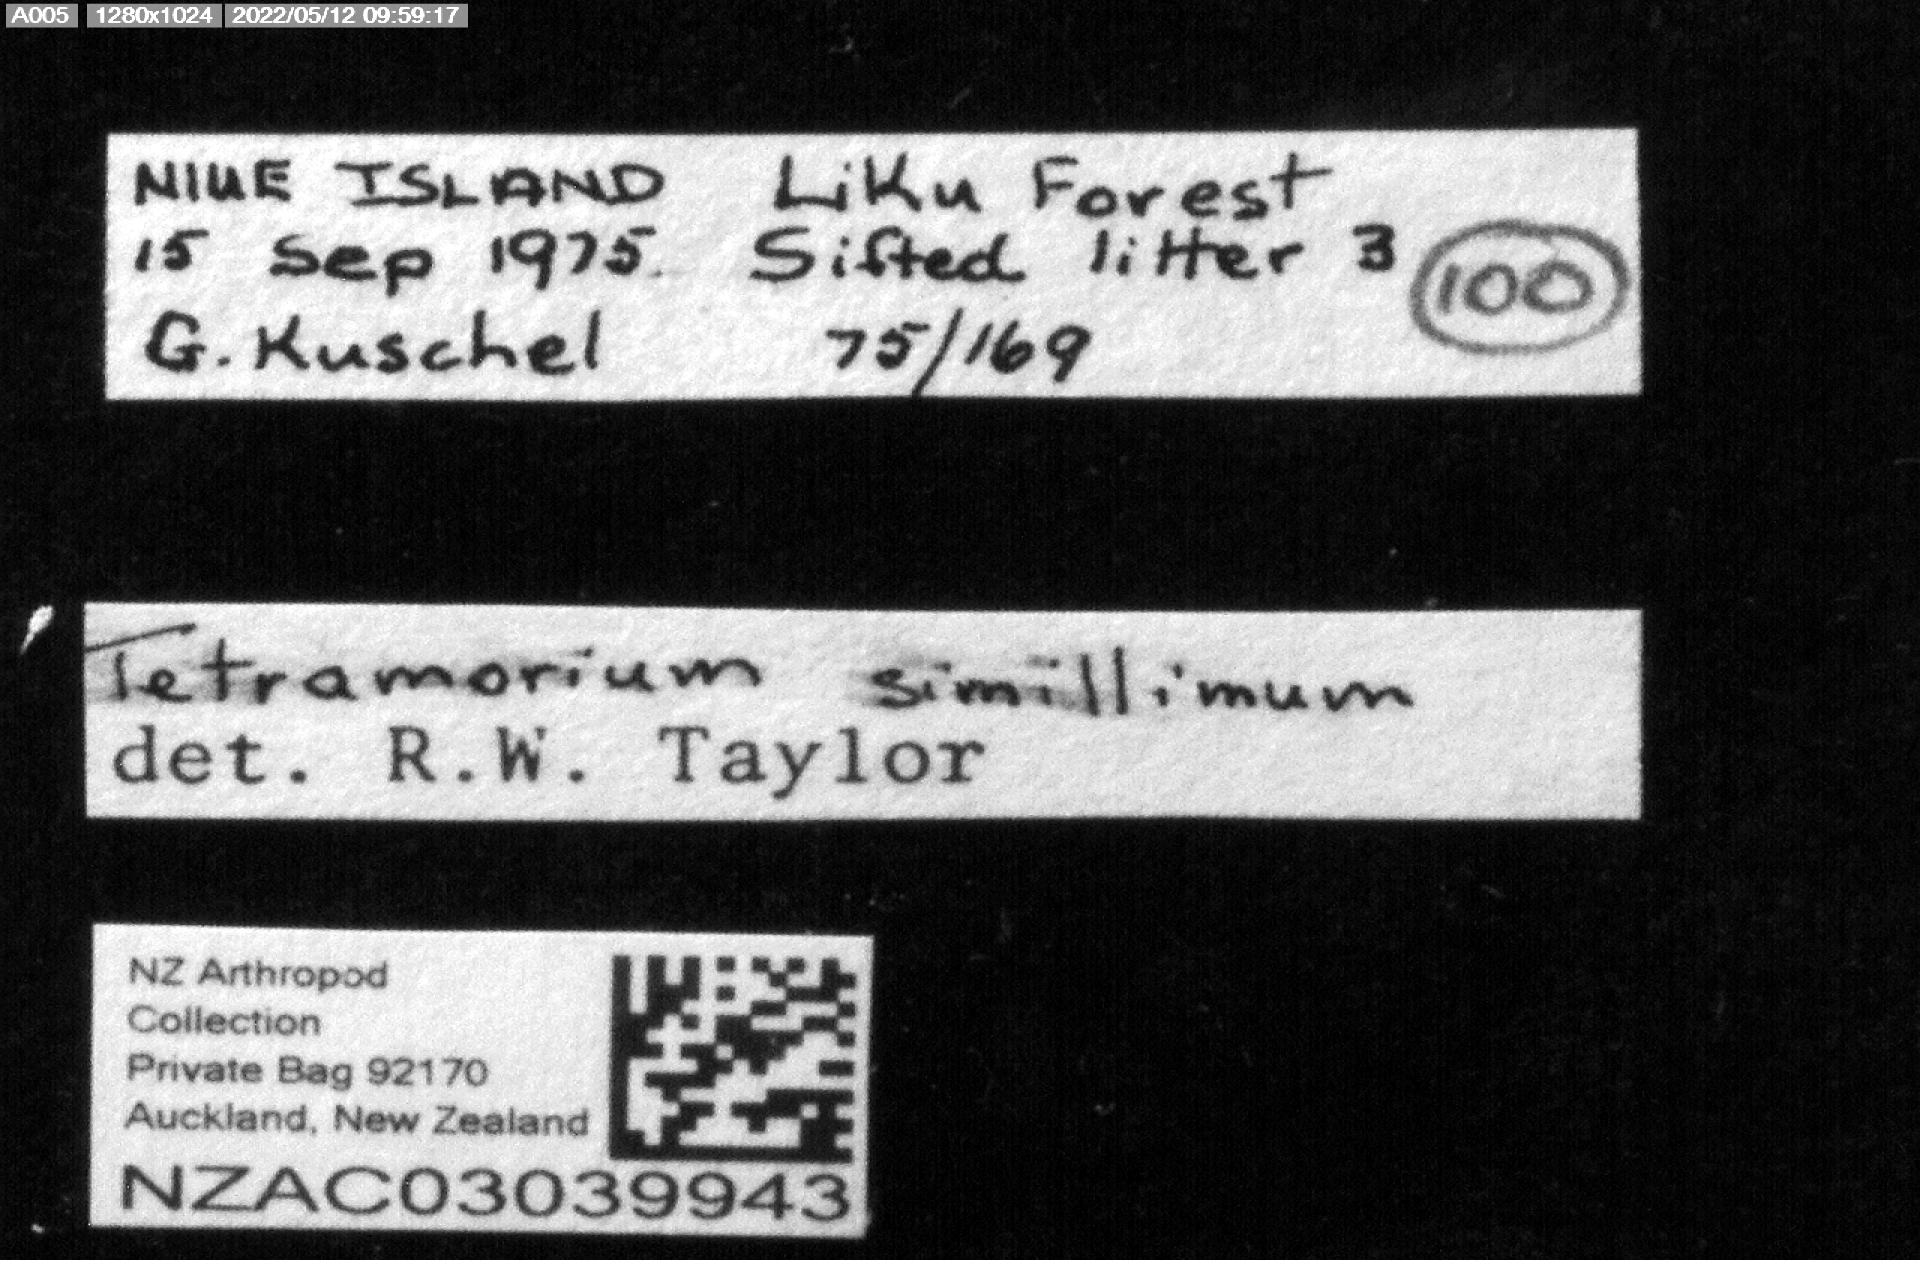 A005 1280x1024 2022/05/12 09:59:17
NIUE ISLAND Liku Forest
15 Sep 1975. Sifted litter 3
100
G. Kuschel 75/169
Tetramorium simillimum
det. R.W. Taylor
NZ Arthropod
Collection
Private Bag 92170
Auckland, New Zealand
NZAC03039943